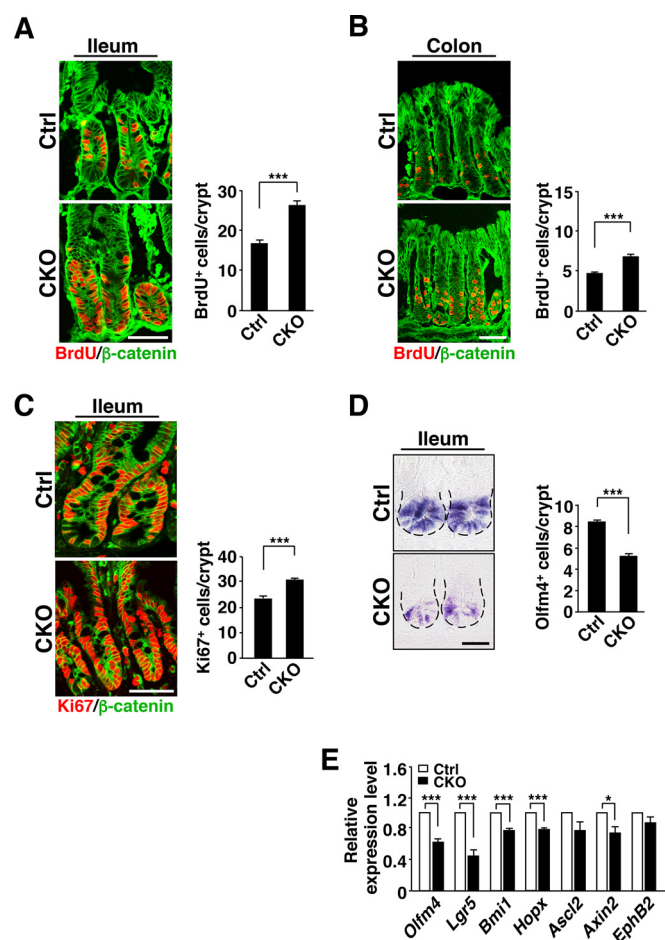 A
Ileum
Ctrl
CKO
BrdU/β-catenin
BrdU⁺ cells/crypt
30
20
10
0
***
Ctrl
CKO
B
Colon
Ctrl
CKO
BrdU/β-catenin
BrdU⁺ cells/crypt
15
10
5
0
***
Ctrl
CKO
C
Ileum
Ctrl
CKO
Ki67/β-catenin
Ki67⁺ cells/crypt
40
30
20
10
0
***
Ctrl
CKO
D
Ileum
Ctrl
CKO
Olfm4⁺ cells/crypt
10
8
6
4
2
0
***
Ctrl
CKO
E
Relative
expression level
1.6
1.2
0.8
0.4
0
Ctrl
CKO
*** *** *** *** *
Olfm4 Lgr5 Bmi1 Hopx Ascl2 Axin2 EphB2